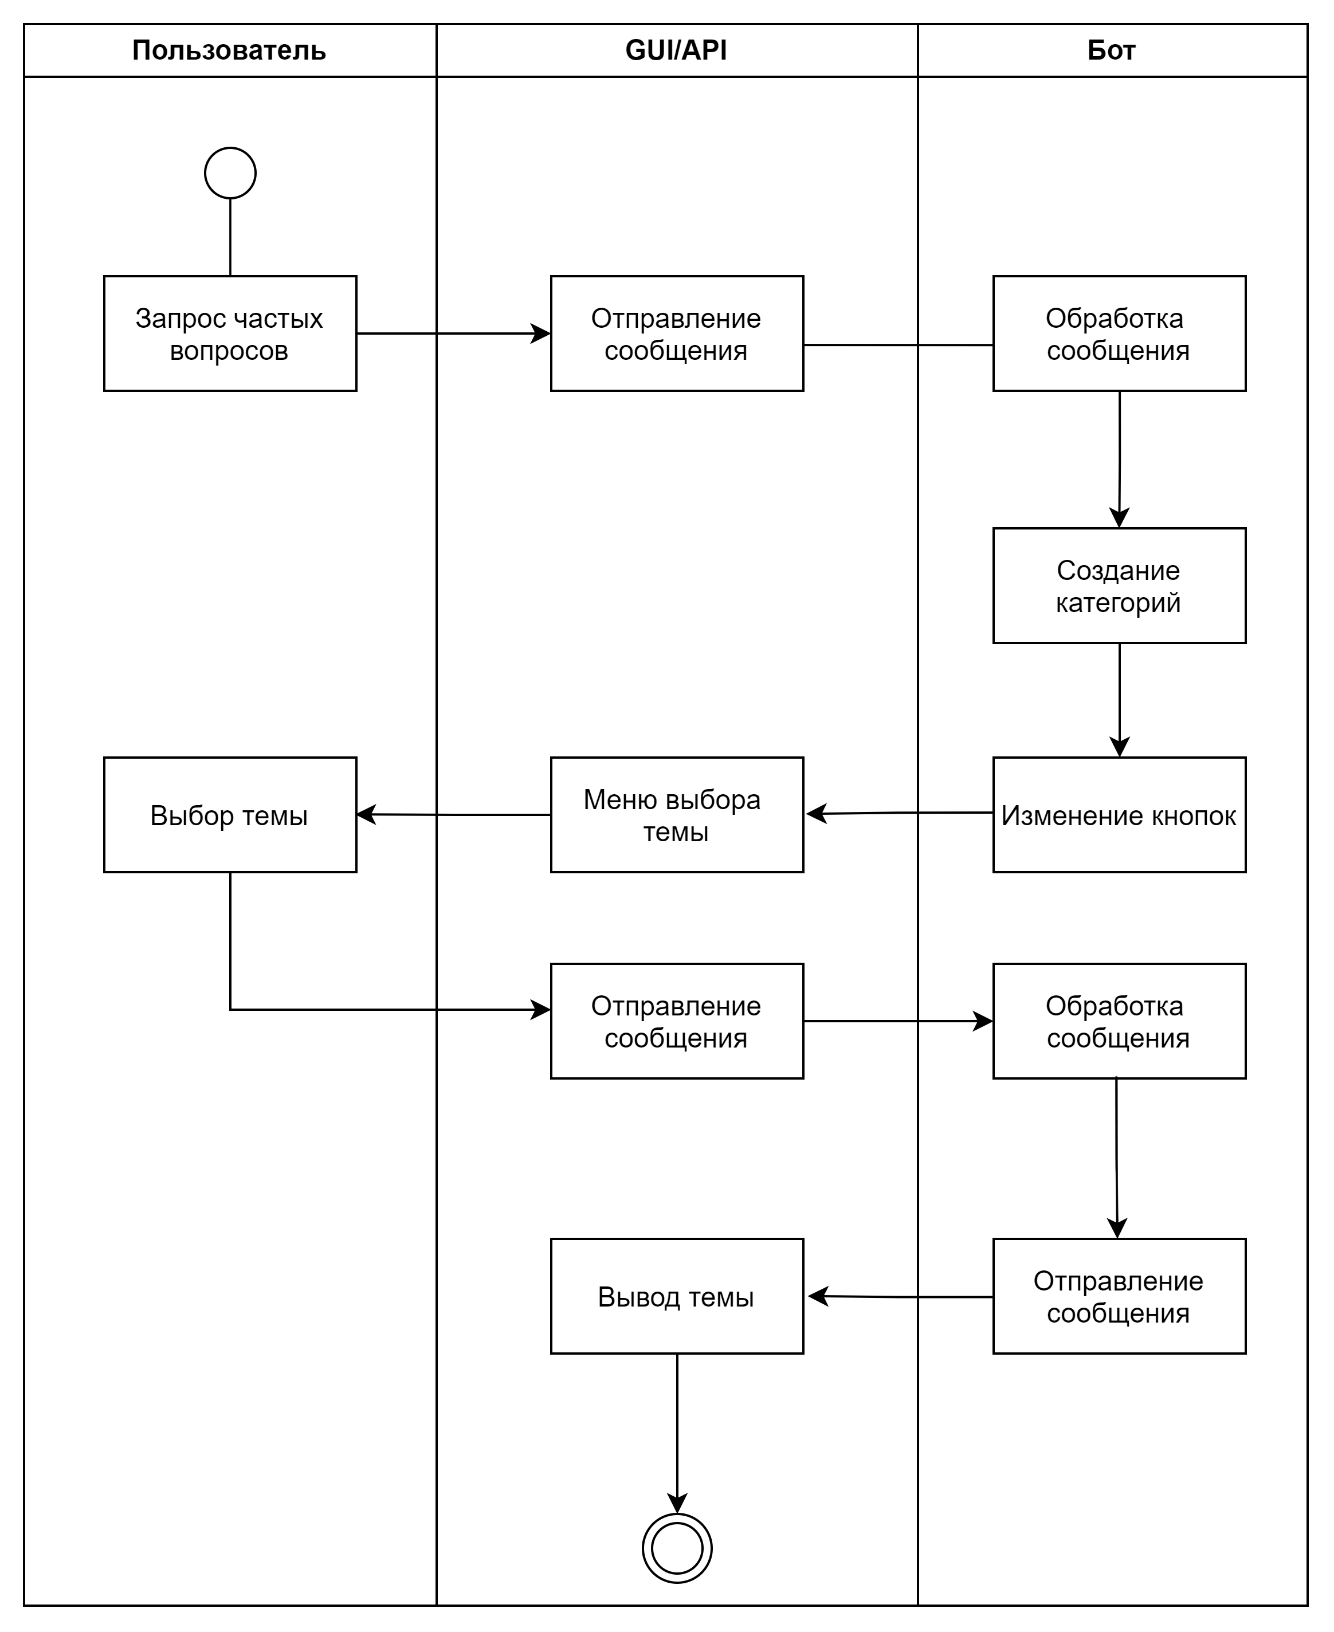 Пользователь
GUI/API
Бот
Запрос частых
вопросов
Отправление
сообщения
Обработка
сообщения
Создание
категорий
Выбор темы
Меню выбора
темы
Изменение кнопок
Отправление
сообщения
Обработка
сообщения
Вывод темы
Отправление
сообщения